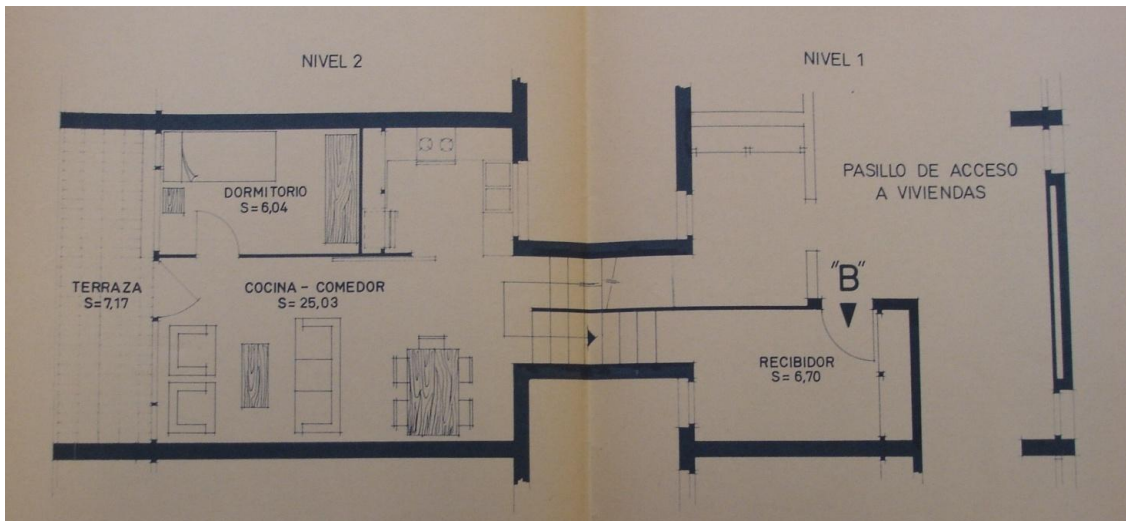 NIVEL 2
NIVEL 1
PASILLO DE ACCESO
A VIVIENDAS
DORMITORIO
S=6,04
TERRAZA
S=7,17
COCINA - COMEDOR
S=25,03
"B"
RECIBIDOR
S=6,70